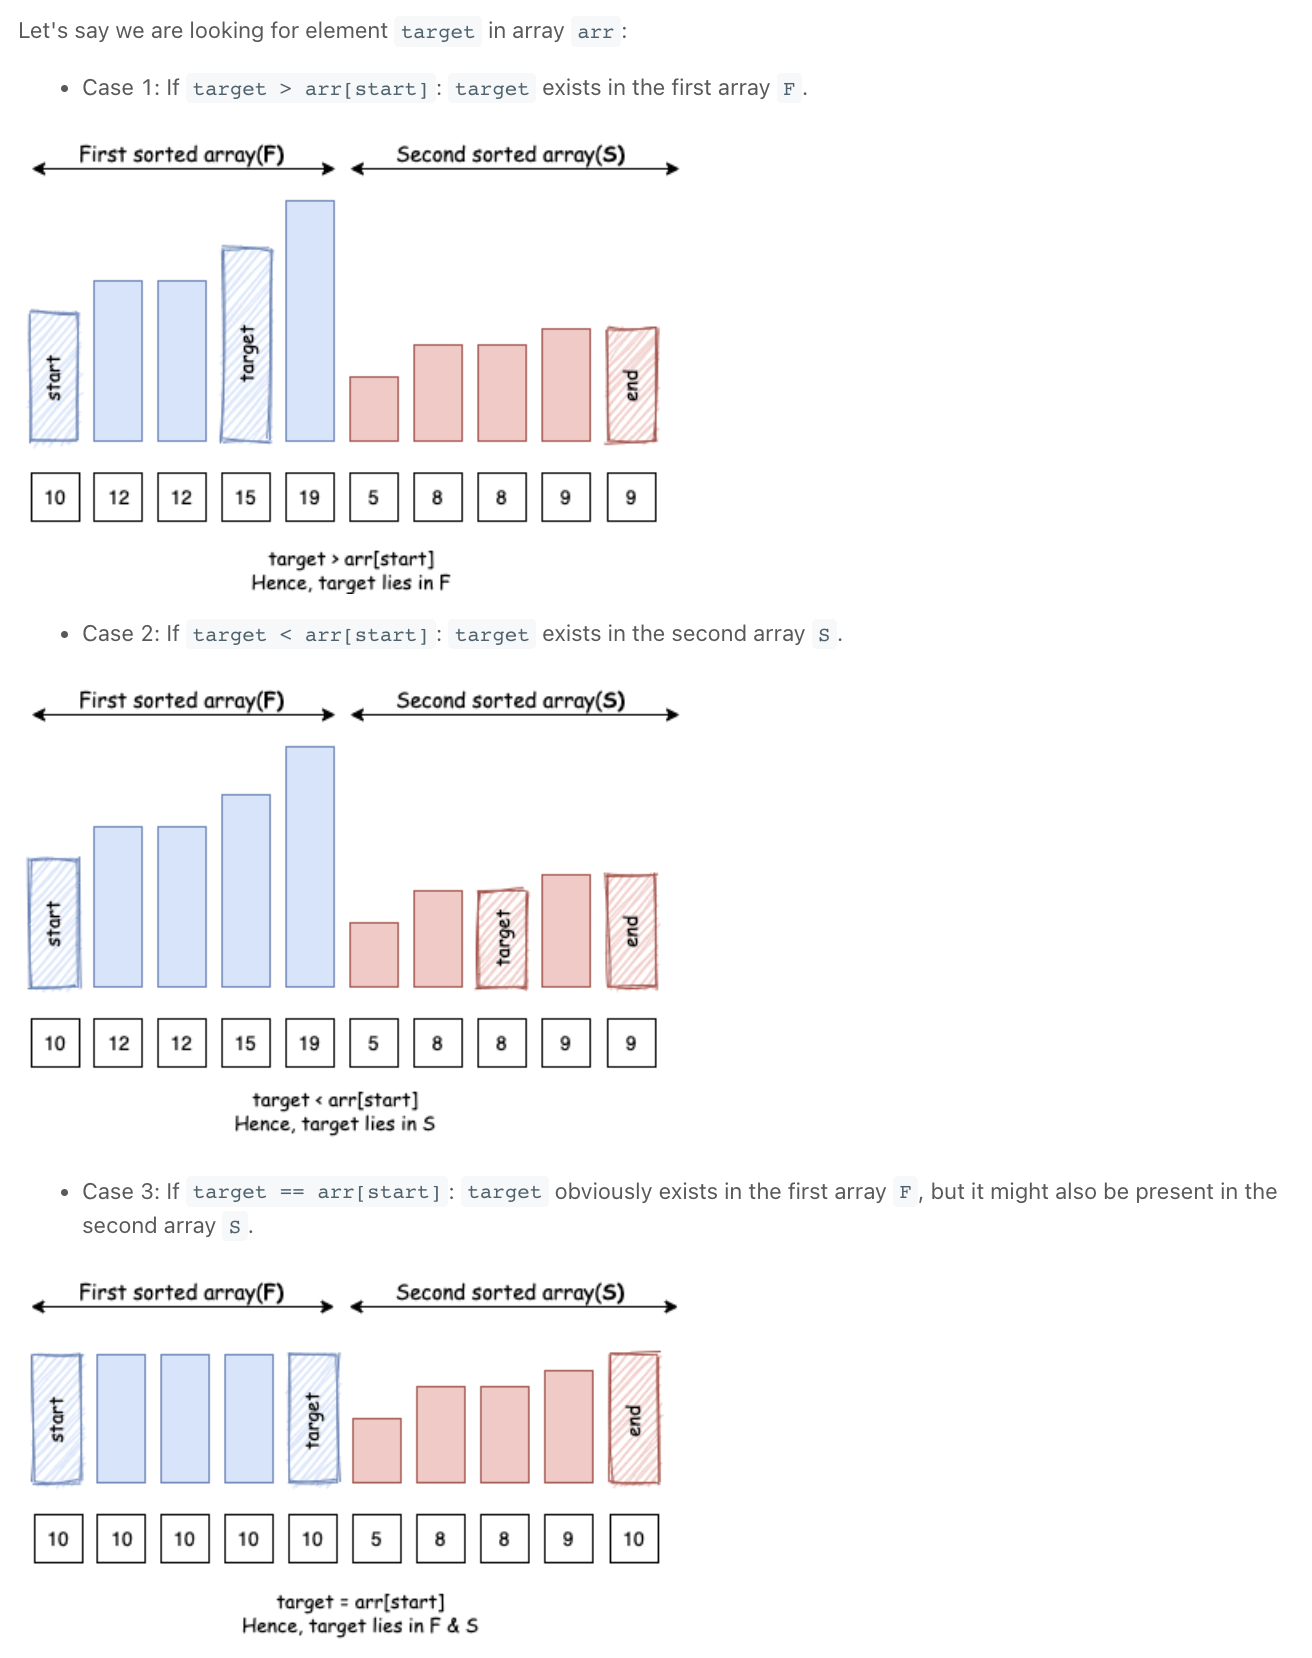 Let's say we are looking for element target in array arr:
• Case 1: If target > arr[start]: target exists in the first array F.
First sorted array(F) Second sorted array(S)
start target end
10 12 12 15 19 5 8 8 9 9
target > arr[start]
Hence, target lies in F
• Case 2: If target < arr[start]: target exists in the second array S.
First sorted array(F) Second sorted array(S)
start target end
10 12 12 15 19 5 8 8 9 9
target < arr[start]
Hence, target lies in S
• Case 3: If target == arr[start]: target obviously exists in the first array F, but it might also be present in the
second array S.
First sorted array(F) Second sorted array(S)
start target end
10 10 10 10 10 5 8 8 9 10
target = arr[start]
Hence, target lies in F & S